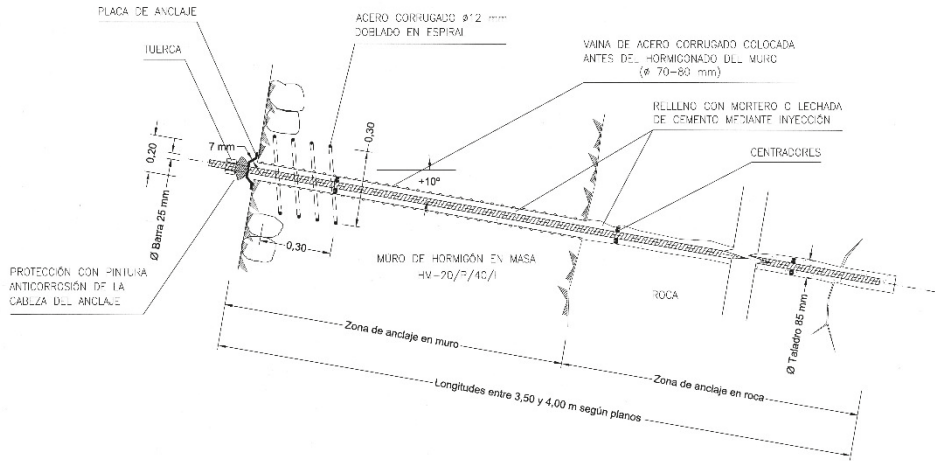 PLACA DE ANCLAJE
TUERCA
ACERO CORRUGADO Ø12
DOBLADO EN ESPIRAL
VAINA DE ACERO CORRUGADO COLOCADA
ANTES DEL HORMIGONADO DEL MURO
(Ø 70-80 mm)
RELLENO CON MORTERO O LECHADA
DE CEMENTO MEDIANTE INYECCIÓN
CENTRADORES
0,20
7 mm
0,30
+10º
Ø Barra 25 mm
0,30
MURO DE HORMIGÓN EN MASA
HM-20/P/40/I
ROCA
PROTECCIÓN CON PINTURA
ANTICORROSIÓN DE LA
CABEZA DEL ANCLAJE
Ø Taladro 85 mm
Zona de anclaje en muro
Zona de anclaje en roca
Longitudes entre 3,50 y 4,00 m según planos